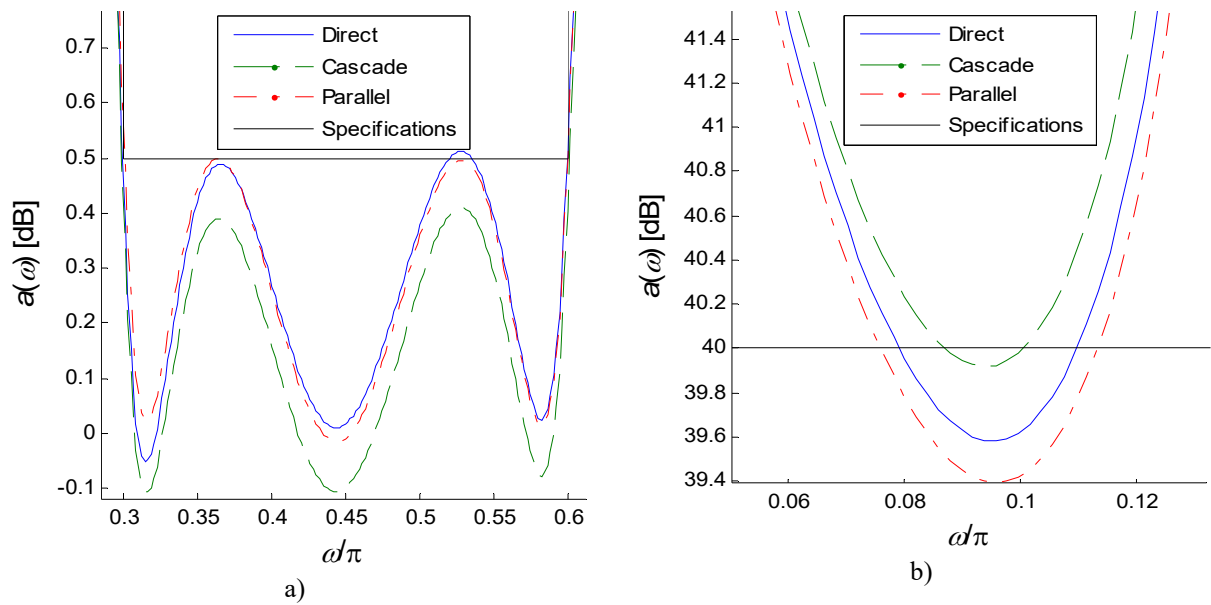 0.7
0.6
0.5
0.4
0.3
0.2
0.1
0
-0.1
a(ω) [dB]
Direct
Cascade
Parallel
Specifications
0.3 0.35 0.4 0.45 0.5 0.55 0.6
ω/π
a)
41.4
41.2
41
40.8
40.6
40.4
40.2
40
39.8
39.6
39.4
a(ω) [dB]
Direct
Cascade
Parallel
Specifications
0.06 0.08 0.1 0.12
ω/π
b)